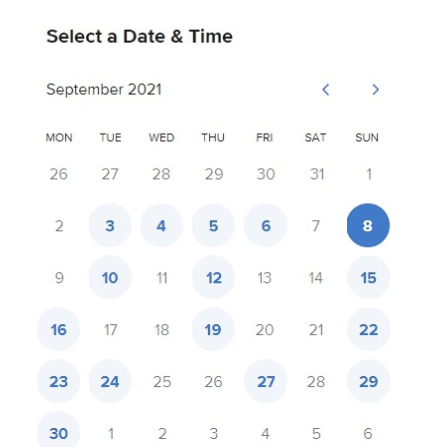 Select a Date & Time
September 2021
MON TUE WED THU FRI SAT SUN
26 27 28 29 30 31 1
2 3 4 5 6 7 8
9 10 11 12 13 14 15
16 17 18 19 20 21 22
23 24 25 26 27 28 29
30 1 2 3 4 5 6